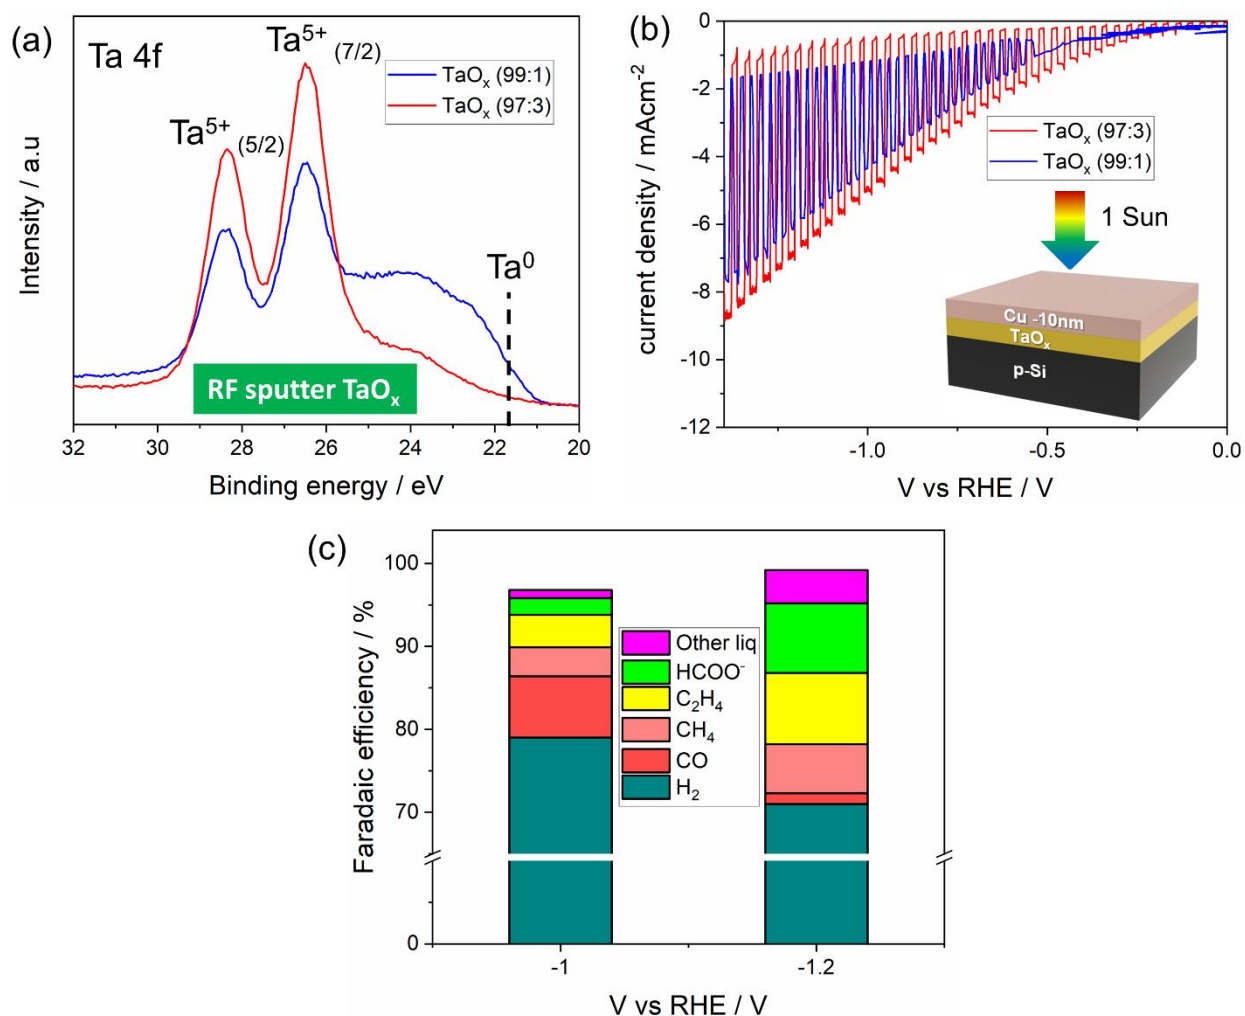 (a)
Ta 4f
Ta⁵⁺ (7/2)
Ta⁵⁺ (5/2)
TaOₓ (99:1)
TaOₓ (97:3)
Ta⁰
RF sputter TaOₓ
Intensity / a.u
32 30 28 26 24 22 20
Binding energy / eV
(b)
0
-2
-4
-6
-8
-10
-12
current density / mAcm⁻²
TaOₓ (97:3)
TaOₓ (99:1)
1 Sun
Cu -10nm
TaOₓ
p-Si
-1.0 -0.5 0.0
V vs RHE / V
(c)
100
90
80
70
0
Faradaic efficiency / %
Other liq
HCOO⁻
C₂H₄
CH₄
CO
H₂
-1 -1.2
V vs RHE / V